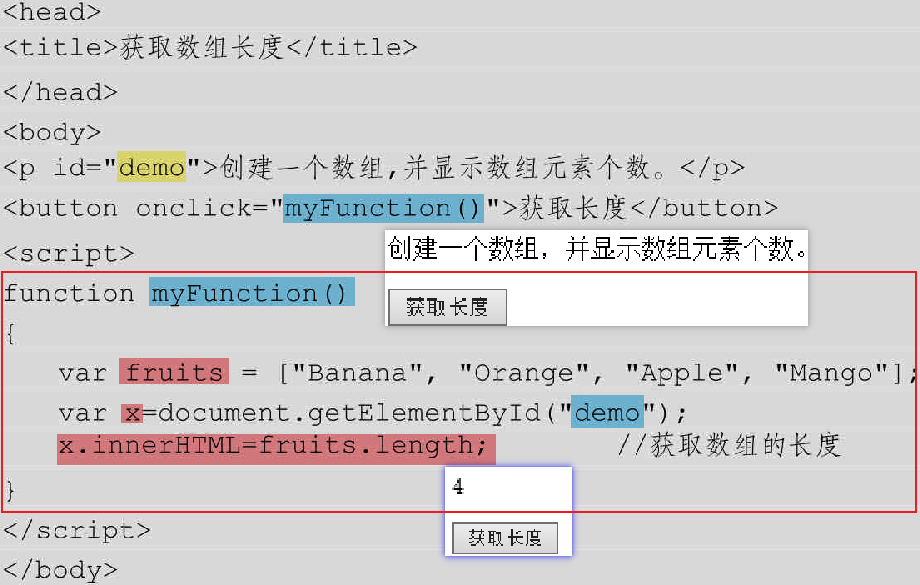 <head>
<title>获取数组长度</title>
</head>
<body>
<p id="demo">创建一个数组,并显示数组元素个数。</p>
<button onclick="myFunction()">获取长度</button>
<script>
创建一个数组，并显示数组元素个数。
获取长度
function myFunction()
{
var fruits = ["Banana", "Orange", "Apple", "Mango"];
var x=document.getElementById("demo");
x.innerHTML=fruits.length; //获取数组的长度
}
4
获取长度
</script>
</body>